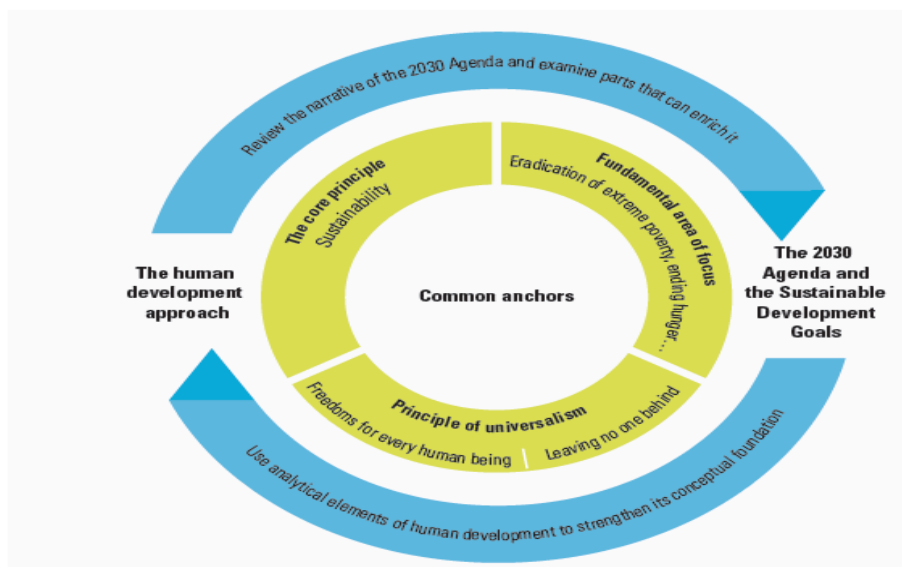 Review the narrative of the 2030 Agenda and examine parts that can enrich it
The core principle
Sustainability
Fundamental area of focus
Eradication of extreme poverty, ending hunger...
The human
development
approach
Common anchors
The 2030
Agenda and
the Sustainable
Development
Goals
Principle of universalism
Freedoms for every human being
Leaving no one behind
Use analytical elements of human development to strengthen its conceptual foundation